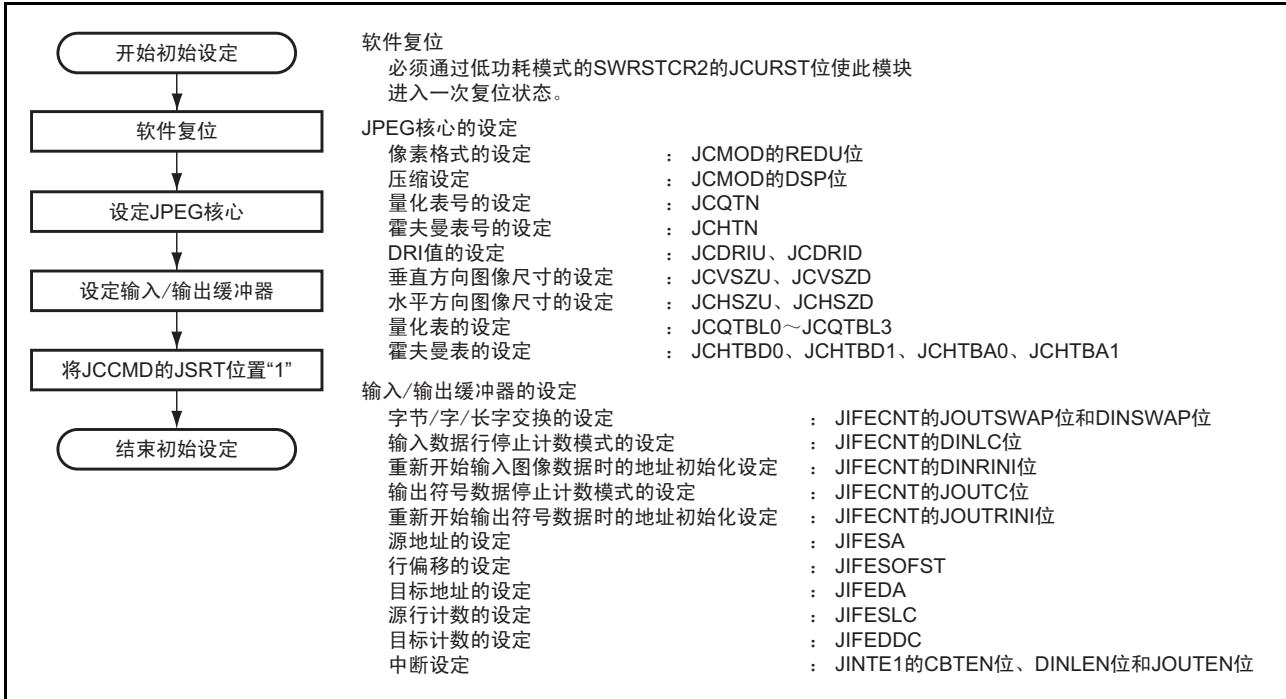 开始初始设定
软件复位
设定JPEG核心
设定输入/输出缓冲器
将JCCMD的JSRT位置“1”
结束初始设定
软件复位
必须通过低功耗模式的SWRSTCR2的JCURST位使此模块
进入一次复位状态。
JPEG核心的设定
像素格式的设定 : JCMOD的REDU位
压缩设定 : JCMOD的DSP位
量化表号的设定 : JCQTN
霍夫曼表号的设定 : JCHTN
DRI值的设定 : JCDRIU、JCDRID
垂直方向图像尺寸的设定 : JCVSZU、JCVSZD
水平方向图像尺寸的设定 : JCHSZU、JCHSZD
量化表的设定 : JCQTBL0～JCQTBL3
霍夫曼表的设定 : JCHTBD0、JCHTBD1、JCHTBA0、JCHTBA1
输入/输出缓冲器的设定
字节/字/长字交换的设定 : JIFECNT的JOUTSWAP位和DINSWAP位
输入数据行停止计数模式的设定 : JIFECNT的DINLC位
重新开始输入图像数据时的地址初始化设定 : JIFECNT的DINRINI位
输出符号数据停止计数模式的设定 : JIFECNT的JOUTC位
重新开始输出符号数据时的地址初始化设定 : JIFECNT的JOUTRINI位
源地址的设定 : JIFESA
行偏移的设定 : JIFESOFST
目标地址的设定 : JIFEDA
源行计数的设定 : JIFESLC
目标计数的设定 : JIFEDDC
中断设定 : JINTE1的CBTEN位、DINLEN位和JOUTEN位